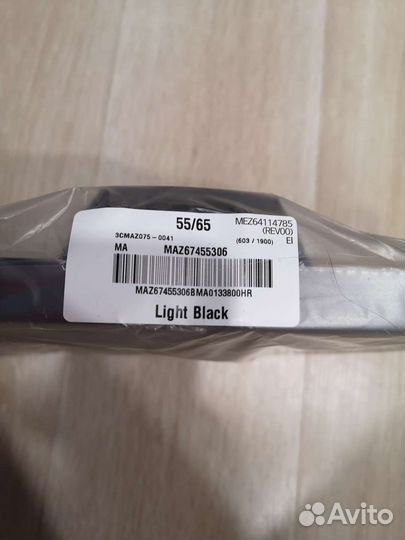 55/65
MEZ64114785
(REV00)
3CMAZ075-0041
(603 / 1900) EI
MA MAZ67455306
MAZ67455306BMA0133800HR
Light Black
Avito